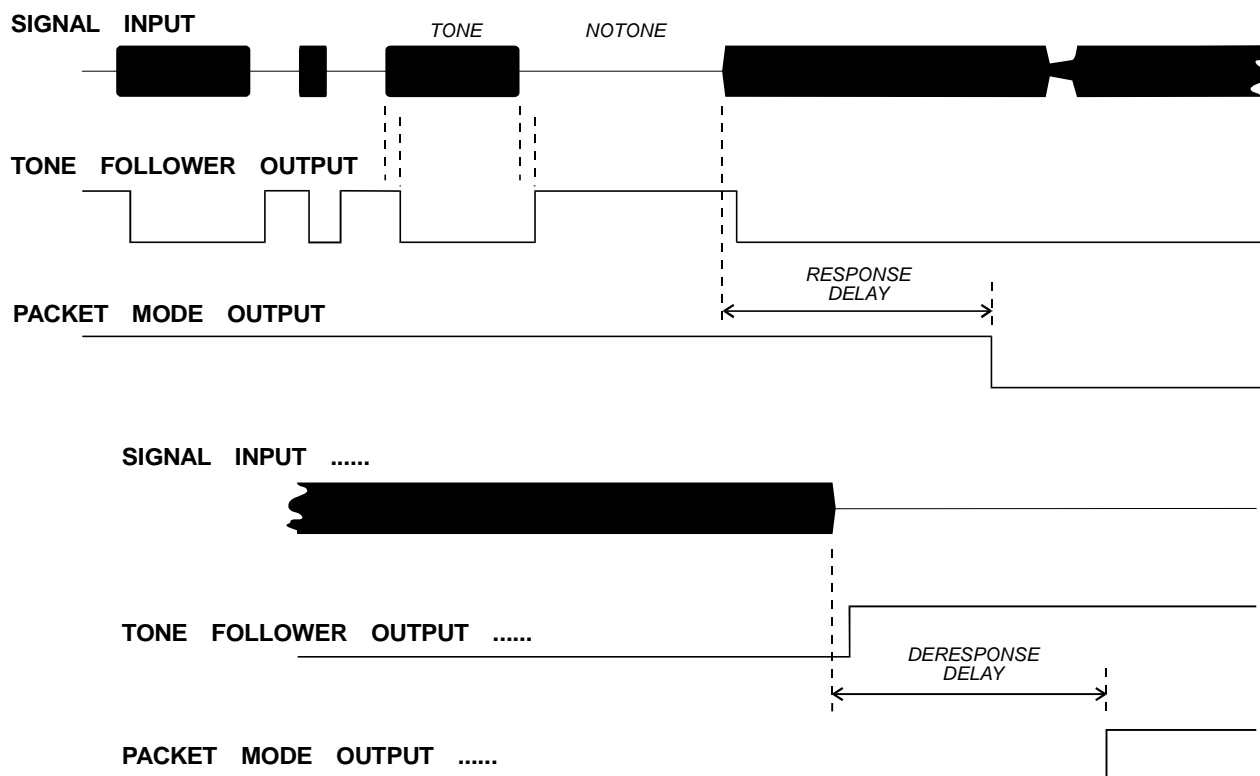 SIGNAL INPUT
TONE
NOTONE
TONE FOLLOWER OUTPUT
RESPONSE
DELAY
PACKET MODE OUTPUT
SIGNAL INPUT ......
TONE FOLLOWER OUTPUT ......
DERESPONSE
DELAY
PACKET MODE OUTPUT ......